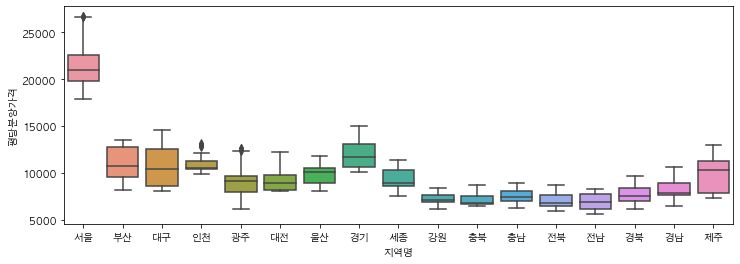 25000
20000
15000
10000
5000
평당분양가격
서울 부산 대구 인천 광주 대전 울산 경기 세종 강원 충북 충남 전북 전남 경북 경남 제주
지역명